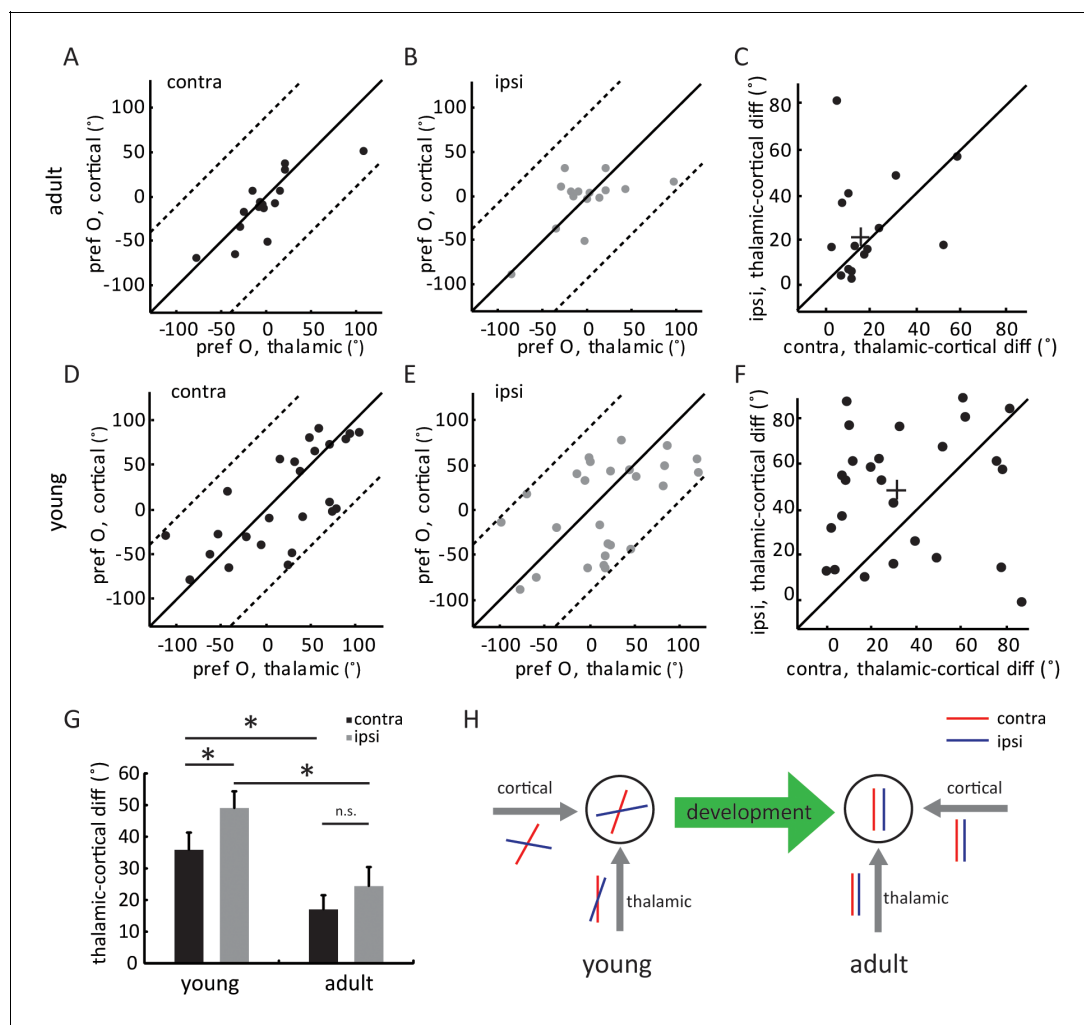 A
contra
pref O, cortical (°)
100
50
0
-50
-100
-100 -50 0 50 100
pref O, thalamic (°)
adult
B
ipsi
pref O, cortical (°)
100
50
0
-50
-100
-100 -50 0 50 100
pref O, thalamic (°)
C
ipsi, thalamic-cortical diff (°)
80
60
40
20
0
0 20 40 60 80
contra, thalamic-cortical diff (°)
D
contra
pref O, cortical (°)
100
50
0
-50
-100
-100 -50 0 50 100
pref O, thalamic (°)
young
E
ipsi
pref O, cortical (°)
100
50
0
-50
-100
-100 -50 0 50 100
pref O, thalamic (°)
F
ipsi, thalamic-cortical diff (°)
80
60
40
20
0
0 20 40 60 80
contra, thalamic-cortical diff (°)
G
contra
ipsi
thalamic-cortical diff (°)
60
50
40
30
20
10
0
*
*
*
n.s.
young adult
H
contra
ipsi
cortical
development
cortical
thalamic
thalamic
young
adult